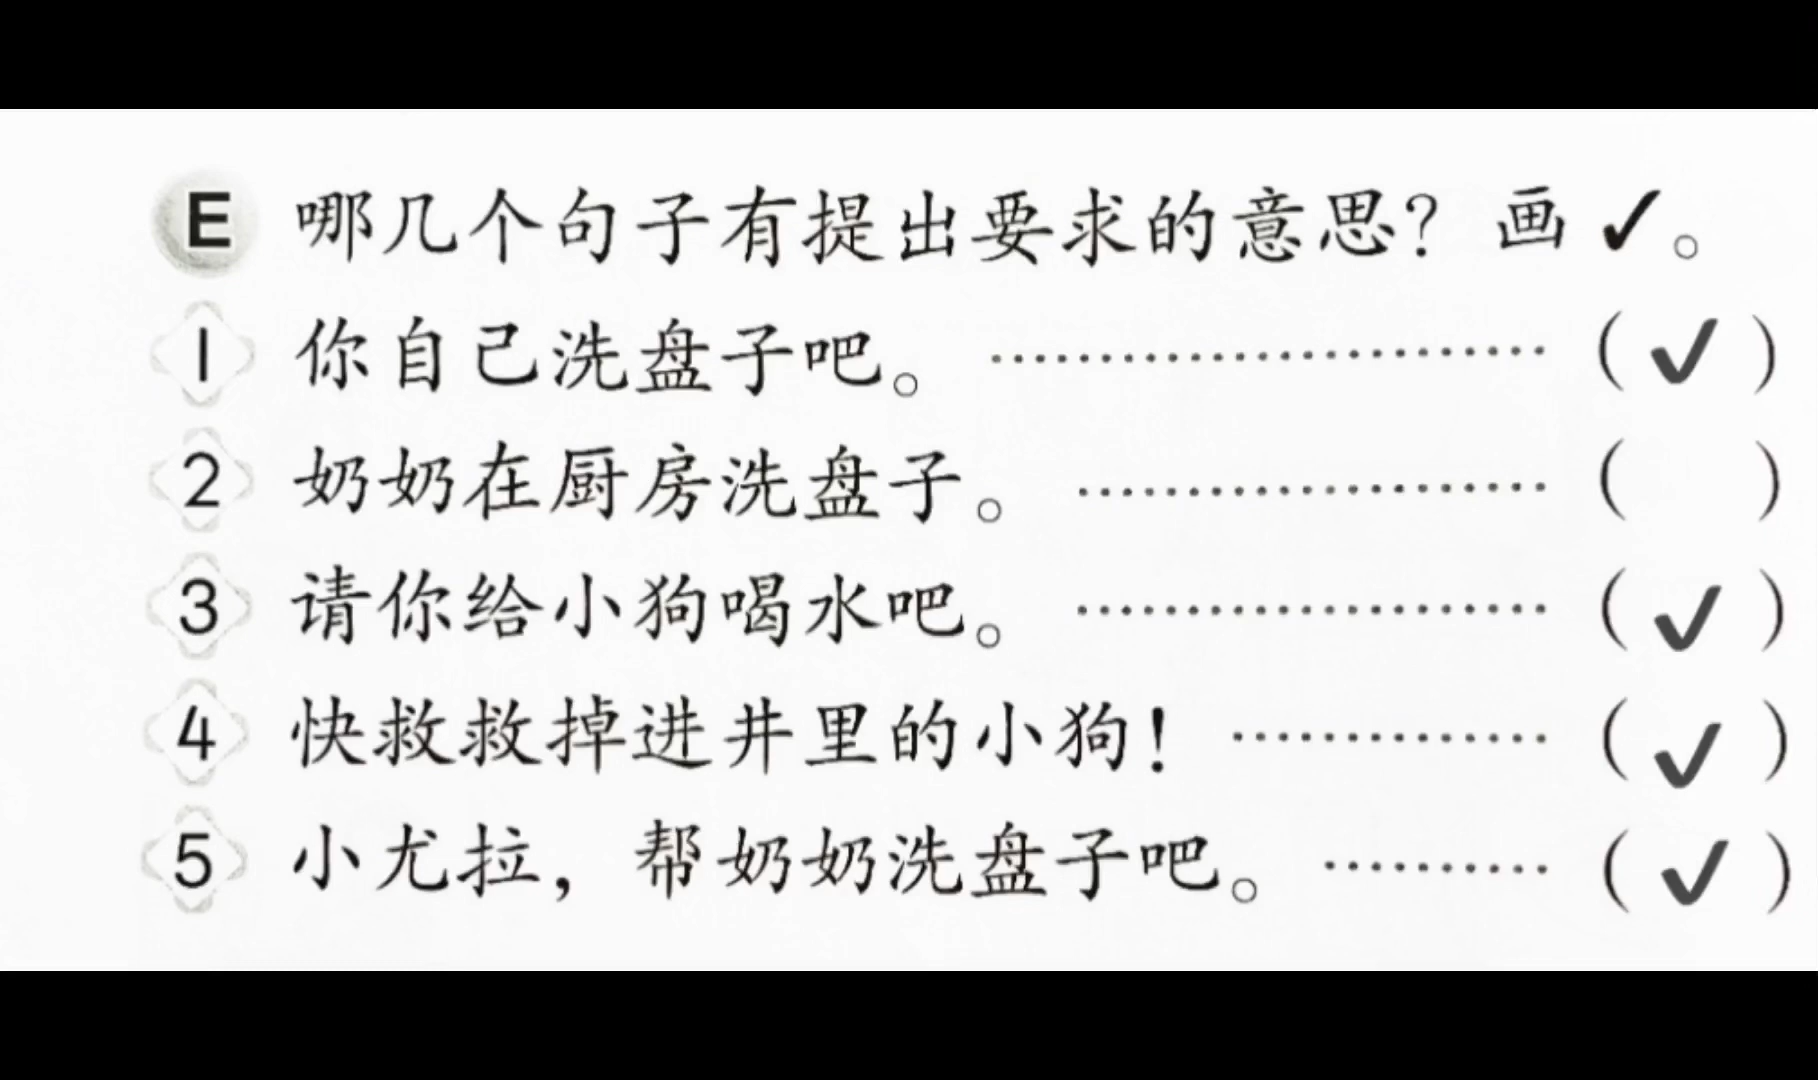 E 哪几个句子有提出要求的意思？画 ✓。
1 你自己洗盘子吧。 ……………………… ( ✓ )
2 奶奶在厨房洗盘子。 ………………… ( )
3 请你给小狗喝水吧。 ………………… ( ✓ )
4 快救救掉进井里的小狗！ …………… ( ✓ )
5 小尤拉，帮奶奶洗盘子吧。 ………… ( ✓ )